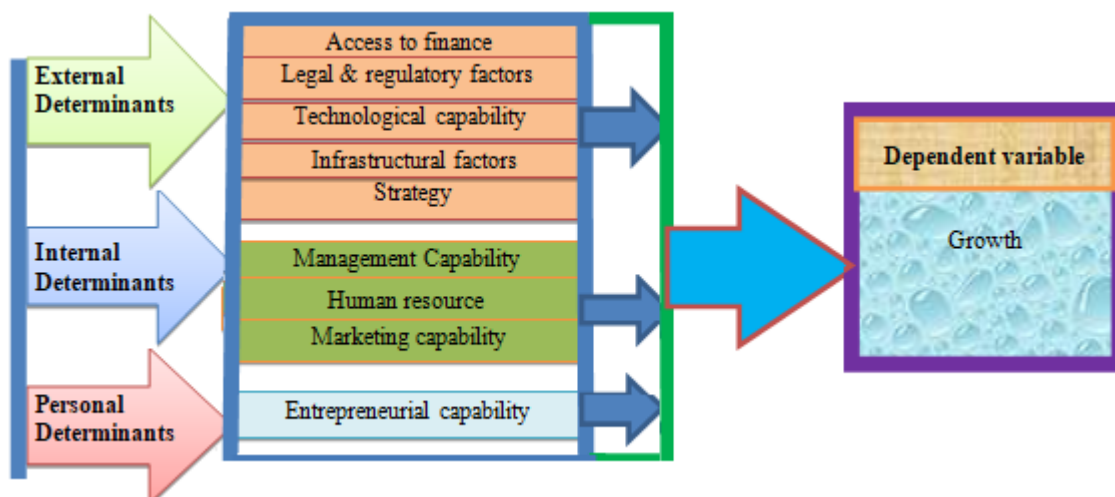 External
Determinants
Access to finance
Legal & regulatory factors
Technological capability
Infrastructural factors
Strategy
Internal
Determinants
Management Capability
Human resource
Marketing capability
Personal
Determinants
Entrepreneurial capability
Dependent variable
Growth